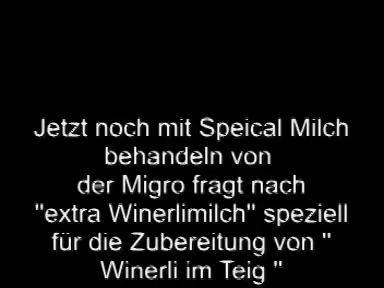 Jetzt noch mit Speical Milch
behandeln von
der Migro fragt nach
"extra Winerlimilch" speziell
für die Zubereitung von "
Winerli im Teig "